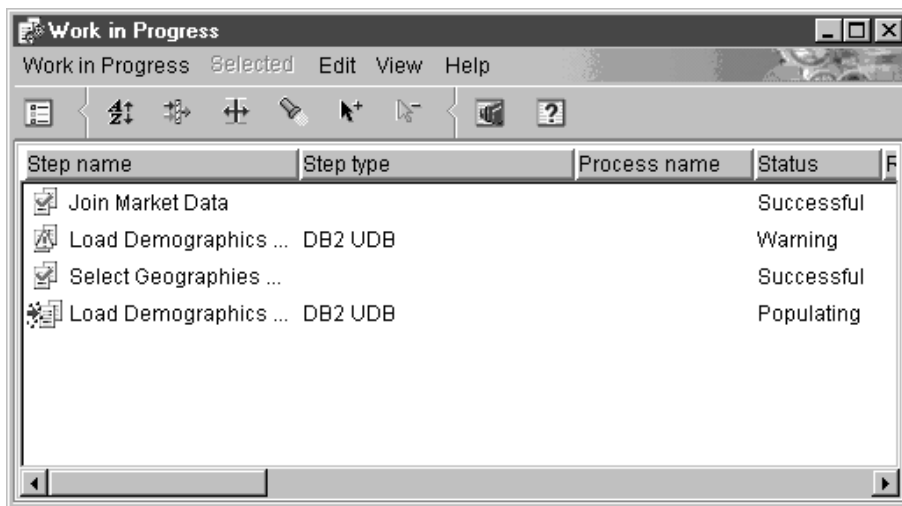 Work in Progress
Work in Progress Selected Edit View Help
Step name Step type Process name Status R
Join Market Data Successful
Load Demographics ... DB2 UDB Warning
Select Geographies ... Successful
Load Demographics ... DB2 UDB Populating